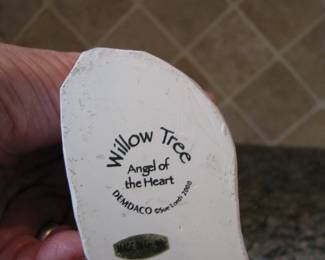 Willow Tree
Angel of
the Heart
DEMDACO ©Susan Lordi 2000